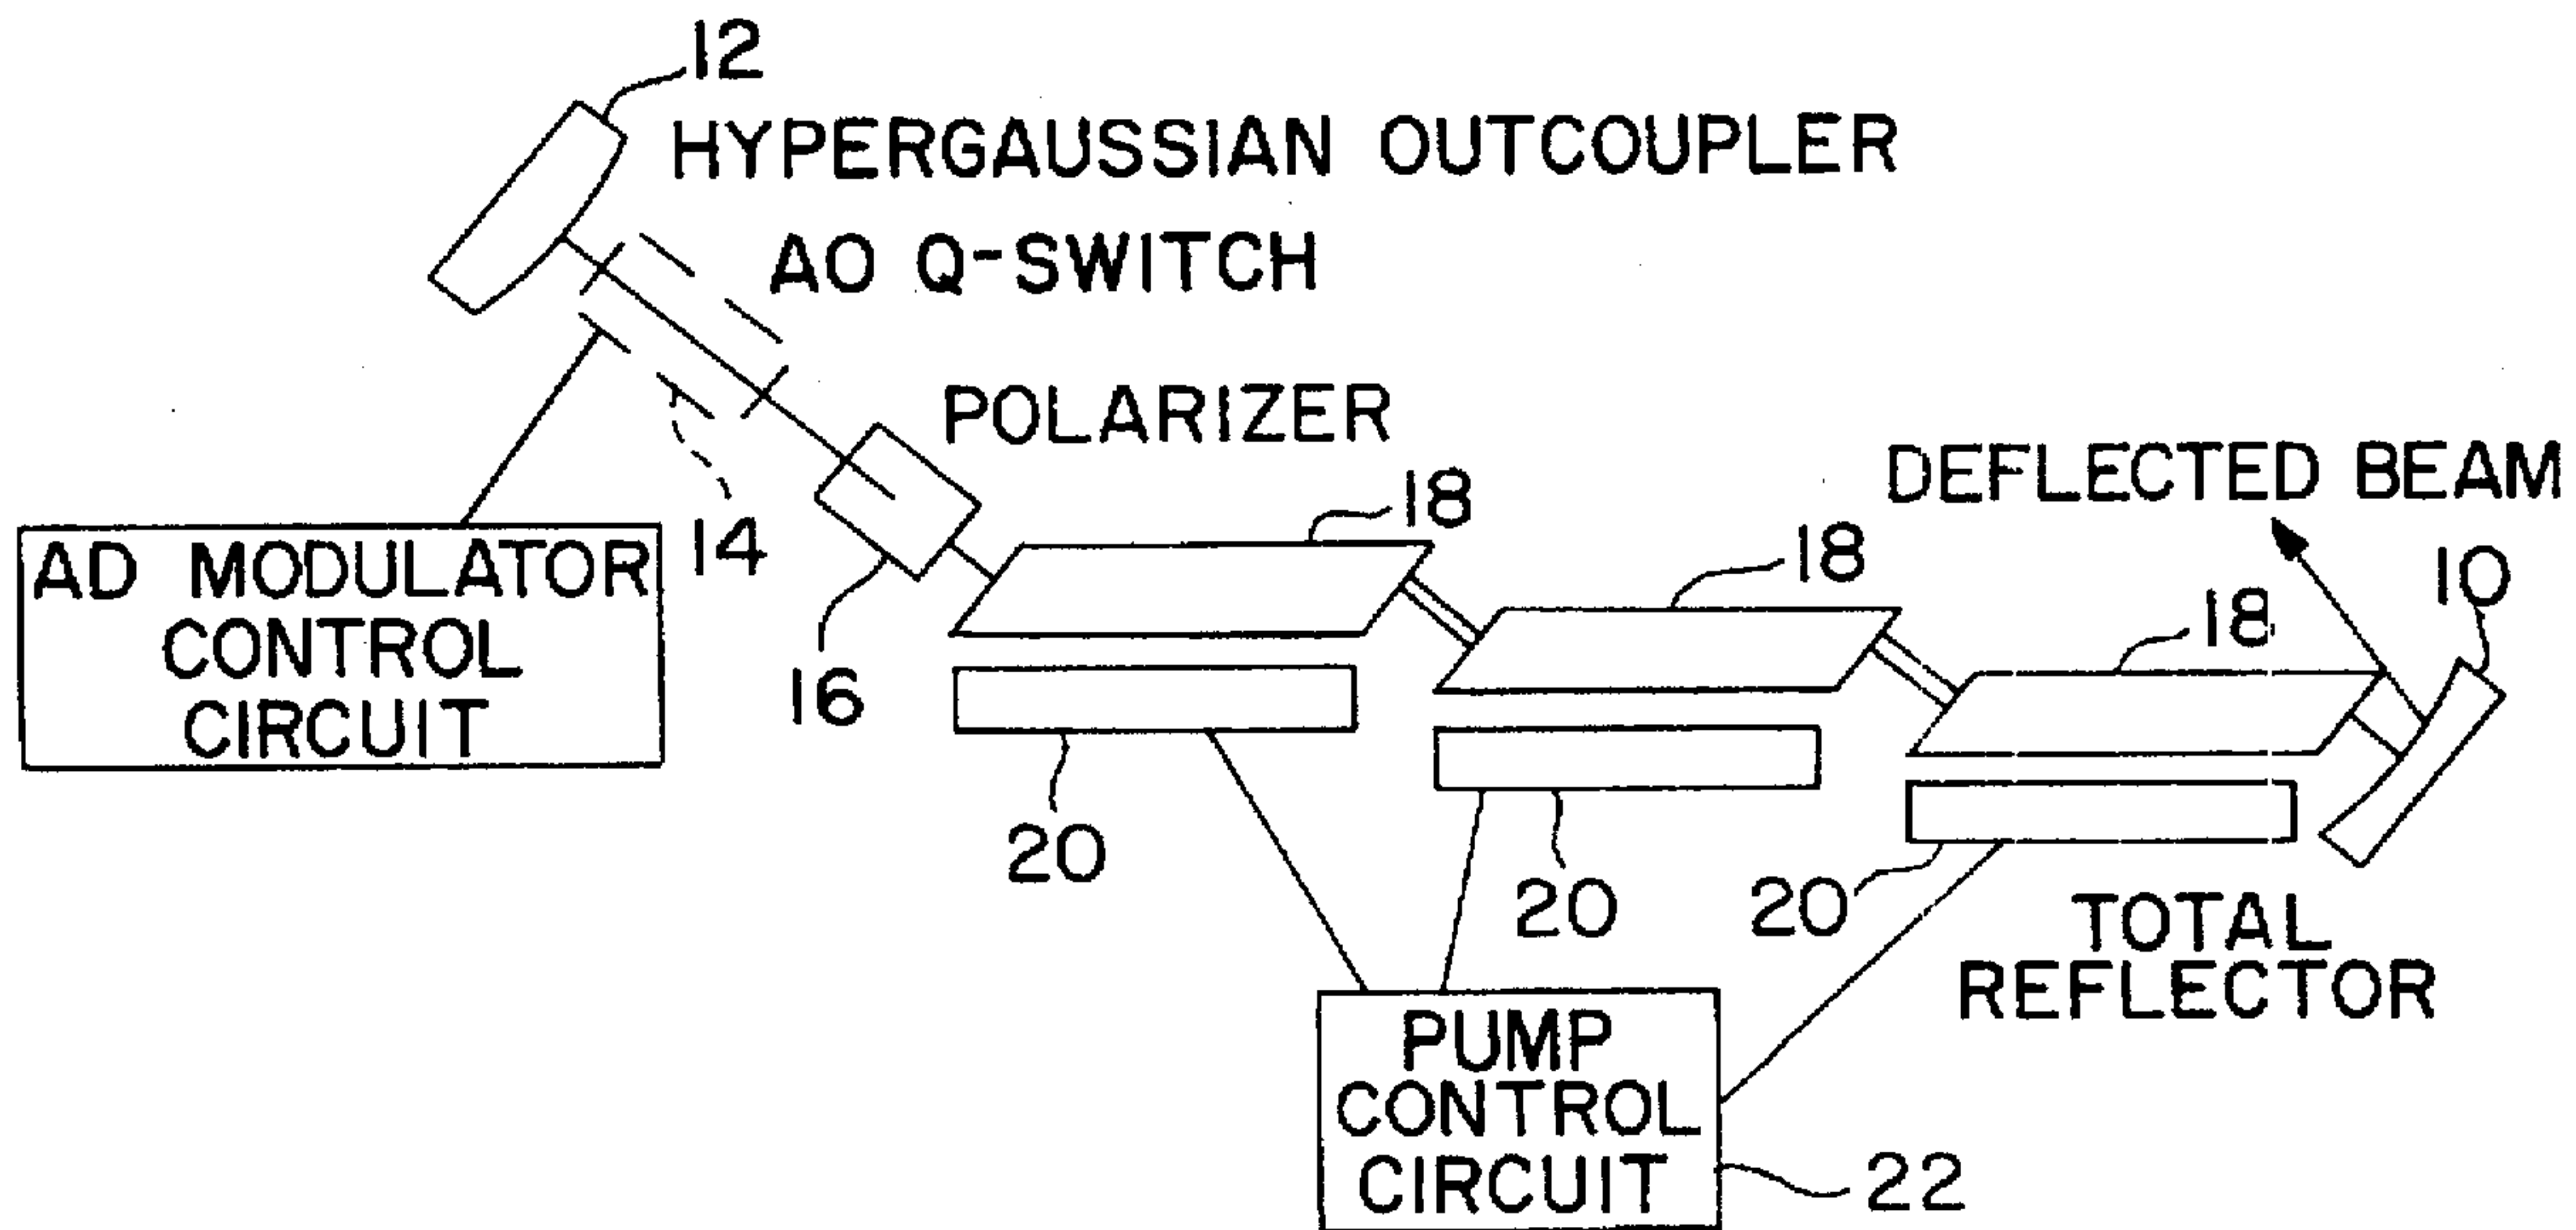 12
HYPERGAUSSIAN OUTCOUPLER
AO Q-SWITCH
POLARIZER
DEFLECTED BEAM
18
14
18
10
AD MODULATOR
CONTROL
CIRCUIT
18
16
20
20
20
TOTAL
REFLECTOR
PUMP
CONTROL
CIRCUIT
22